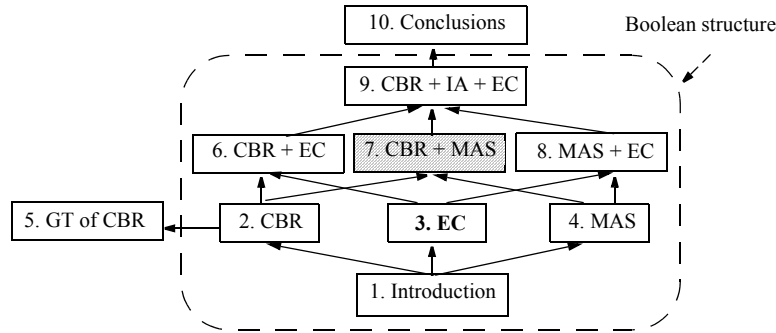 10. Conclusions
Boolean structure
9. CBR + IA + EC
6. CBR + EC
7. CBR + MAS
8. MAS + EC
5. GT of CBR
2. CBR
3. EC
4. MAS
1. Introduction